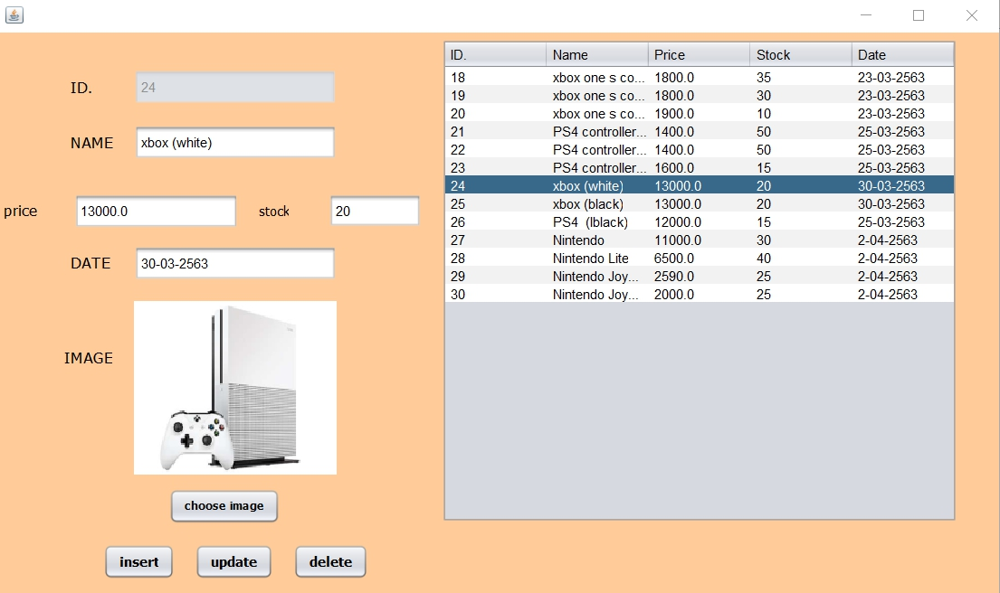 ID. 24
NAME xbox (white)
price 13000.0 stock 20
DATE 30-03-2563
IMAGE
choose image
insert update delete
ID. Name Price Stock Date
18 xbox one s co... 1800.0 35 23-03-2563
19 xbox one s co... 1800.0 30 23-03-2563
20 xbox one s co... 1900.0 10 23-03-2563
21 PS4 controller... 1400.0 50 25-03-2563
22 PS4 controller... 1400.0 50 25-03-2563
23 PS4 controller... 1600.0 15 25-03-2563
24 xbox (white) 13000.0 20 30-03-2563
25 xbox (black) 13000.0 20 30-03-2563
26 PS4 (lblack) 12000.0 15 25-03-2563
27 Nintendo 11000.0 30 2-04-2563
28 Nintendo Lite 6500.0 40 2-04-2563
29 Nintendo Joy... 2590.0 25 2-04-2563
30 Nintendo Joy... 2000.0 25 2-04-2563